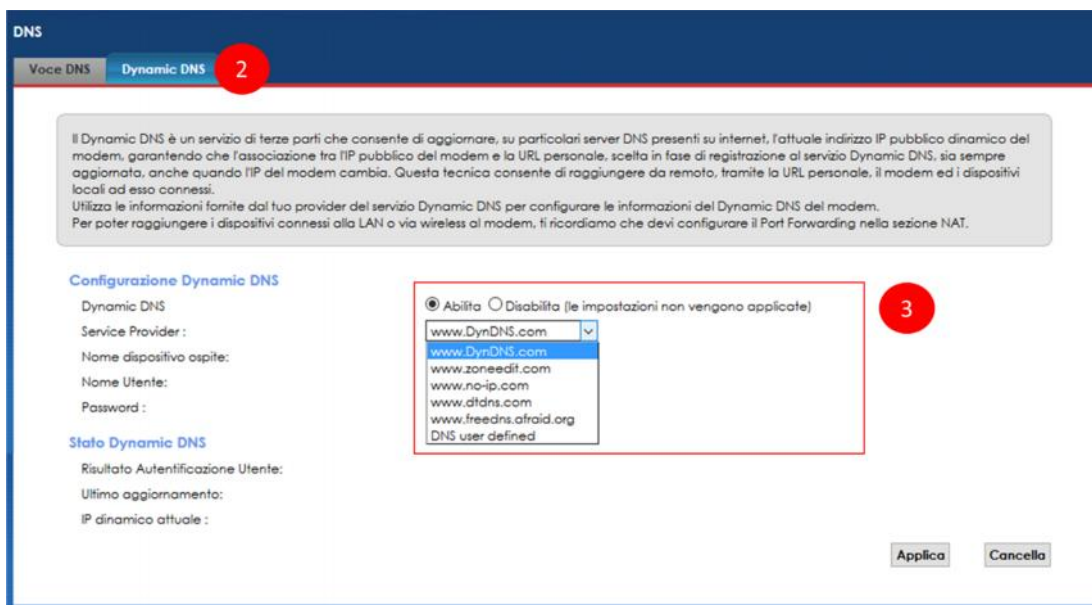 DNS
Voce DNS Dynamic DNS 2
Il Dynamic DNS è un servizio di terze parti che consente di aggiornare, su particolari server DNS presenti su internet, l'attuale indirizzo IP pubblico dinamico del
modem, garantendo che l'associazione tra l'IP pubblico del modem e la URL personale, scelta in fase di registrazione al servizio Dynamic DNS, sia sempre
aggiornata, anche quando l'IP del modem cambia. Questa tecnica consente di raggiungere da remoto, tramite la URL personale, il modem ed i dispositivi
locali ad esso connessi.
Utilizza le informazioni fornite dal tuo provider del servizio Dynamic DNS per configurare le informazioni del Dynamic DNS del modem.
Per poter raggiungere i dispositivi connessi alla LAN o via wireless al modem, ti ricordiamo che devi configurare il Port Forwarding nella sezione NAT.
Configurazione Dynamic DNS
Dynamic DNS Abilita Disabilita (le impostazioni non vengono applicate) 3
Service Provider : www.DynDNS.com
www.DynDNS.com
Nome dispositivo ospite: www.zoneedit.com
Nome Utente: www.no-ip.com
Password : www.dtdns.com
www.freedns.afraid.org
Stato Dynamic DNS DNS user defined
Risultato Autentificazione Utente:
Ultimo aggiornamento:
IP dinamico attuale :
Applica Cancella